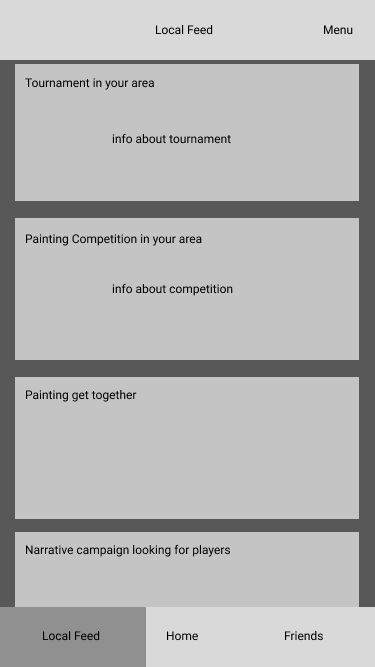 Local Feed
Menu
Tournament in your area
info about tournament
Painting Competition in your area
info about competition
Painting get together
Narrative campaign looking for players
Local Feed
Home
Friends